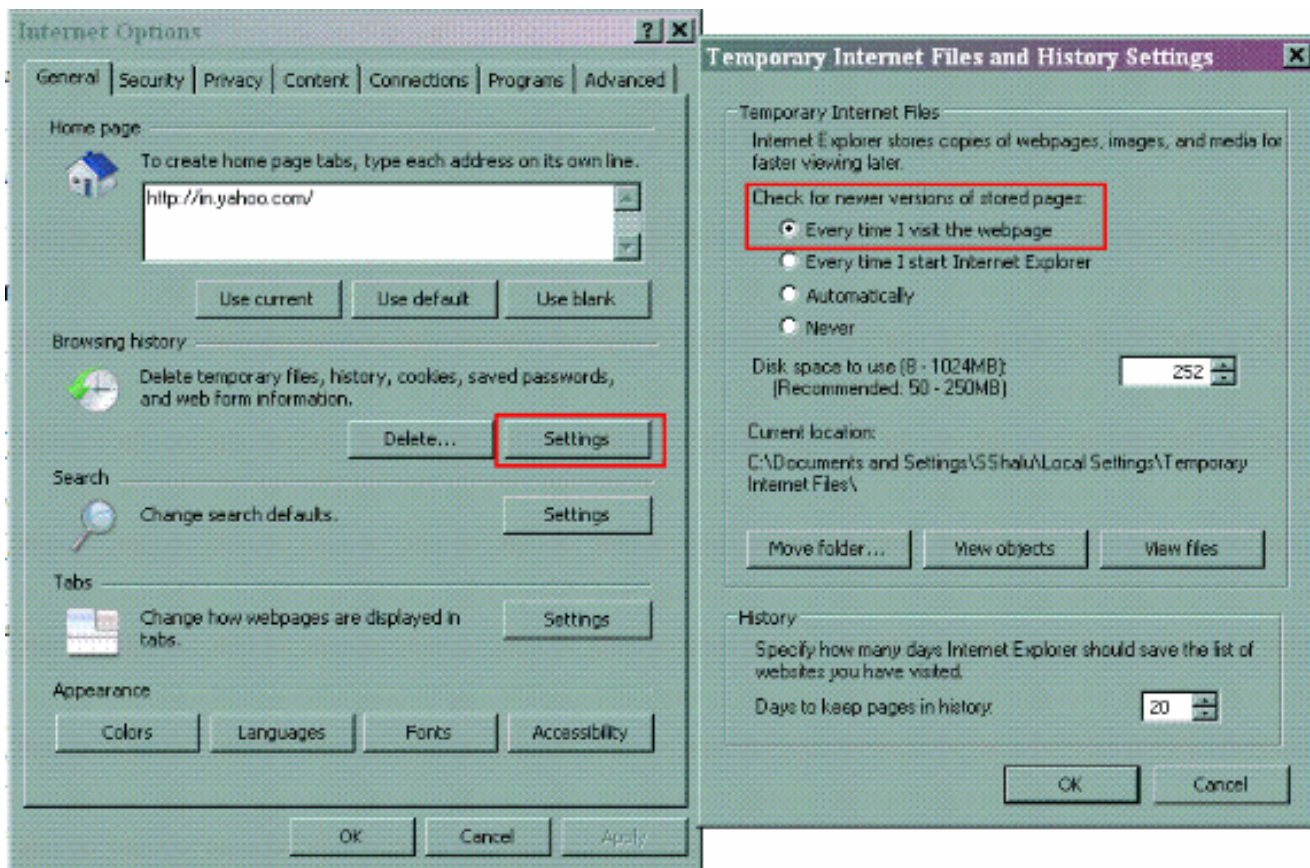 Internet Options
General Security Privacy Content Connections Programs Advanced
Home page
To create home page tabs, type each address on its own line.
http://in.yahoo.com/
Use current Use default Use blank
Browsing history
Delete temporary files, history, cookies, saved passwords,
and web form information.
Delete... Settings
Search
Change search defaults. Settings
Tabs
Change how webpages are displayed in
tabs.
Settings
Appearance
Colors Languages Fonts Accessibility
OK Cancel Apply
Temporary Internet Files and History Settings
Temporary Internet Files
Internet Explorer stores copies of webpages, images, and media for
faster viewing later.
Check for newer versions of stored pages:
Every time I visit the webpage
Every time I start Internet Explorer
Automatically
Never
Disk space to use (8 - 1024MB) 252
(Recommended: 50 - 250MB)
Current location:
C:\Documents and Settings\SShalu\Local Settings\Temporary
Internet Files\
Move folder... View objects View files
History
Specify how many days Internet Explorer should save the list of
websites you have visited.
Days to keep pages in history: 20
OK Cancel